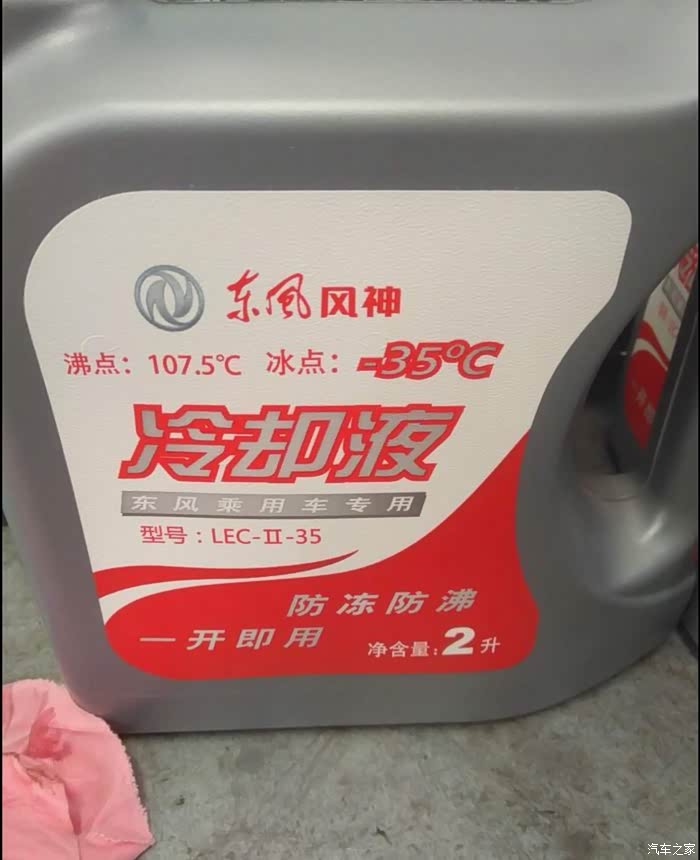 东风风神
沸点：107.5℃ 冰点：-35℃
冷却液
东风乘用车专用
型号：LEC-Ⅱ-35
防冻防沸
一开即用
净含量：2升
汽车之家